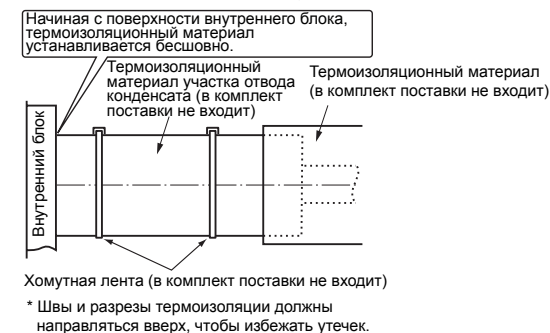 Начиная с поверхности внутреннего блока,
термоизоляционный материал
устанавливается бесшовно.
Термоизоляционный
материал участка отвода
конденсата (в комплект
поставки не входит)
Термоизоляционный материал
(в комплект поставки не входит)
Внутренний блок
Хомутная лента (в комплект поставки не входит)
* Швы и разрезы термоизоляции должны
направляться вверх, чтобы избежать утечек.